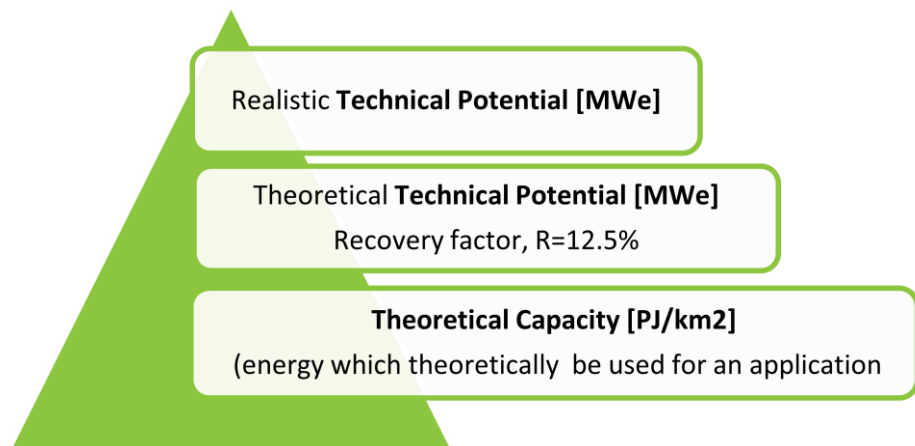 Realistic Technical Potential [MWe]
Theoretical Technical Potential [MWe]
Recovery factor, R=12.5%
Theoretical Capacity [PJ/km2]
(energy which theoretically  be used for an application